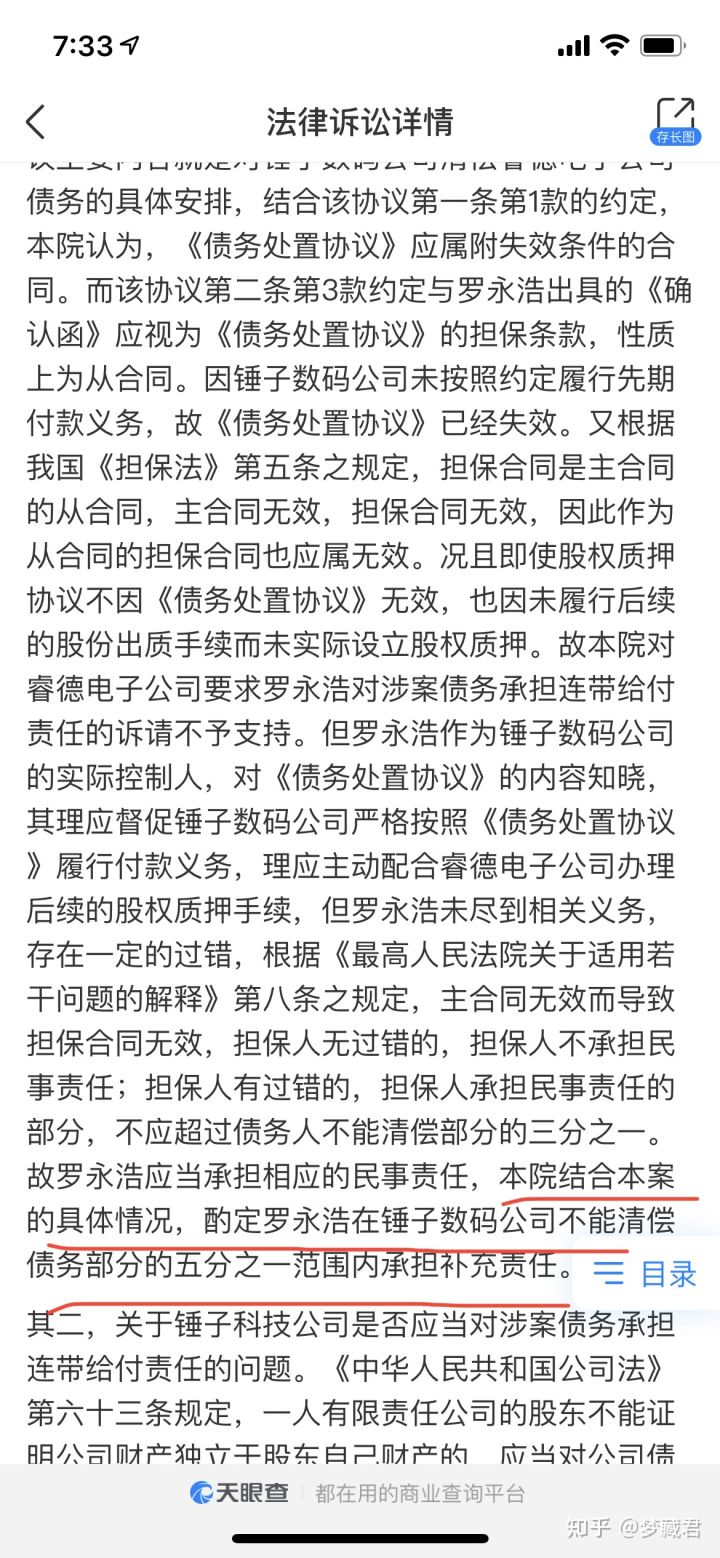 7:33
法律诉讼详情
存长图
议主要内容就是对锤子数码公司清偿睿德电子公司
债务的具体安排，结合该协议第一条第1款的约定，
本院认为，《债务处置协议》应属附失效条件的合
同。而该协议第二条第3款约定与罗永浩出具的《确
认函》应视为《债务处置协议》的担保条款，性质
上为从合同。因锤子数码公司未按照约定履行先期
付款义务，故《债务处置协议》已经失效。又根据
我国《担保法》第五条之规定，担保合同是主合同
的从合同，主合同无效，担保合同无效，因此作为
从合同的担保合同也应属无效。况且即使股权质押
协议不因《债务处置协议》无效，也因未履行后续
的股份出质手续而未实际设立股权质押。故本院对
睿德电子公司要求罗永浩对涉案债务承担连带给付
责任的诉请不予支持。但罗永浩作为锤子数码公司
的实际控制人，对《债务处置协议》的内容知晓，
其理应督促锤子数码公司严格按照《债务处置协议
》履行付款义务，理应主动配合睿德电子公司办理
后续的股权质押手续，但罗永浩未尽到相关义务，
存在一定的过错，根据《最高人民法院关于适用若
干问题的解释》第八条之规定，主合同无效而导致
担保合同无效，担保人无过错的，担保人不承担民
事责任；担保人有过错的，担保人承担民事责任的
部分，不应超过债务人不能清偿部分的三分之一。
故罗永浩应当承担相应的民事责任，本院结合本案
的具体情况，酌定罗永浩在锤子数码公司不能清偿
债务部分的五分之一范围内承担补充责任。
目录
其二，关于锤子科技公司是否应当对涉案债务承担
连带给付责任的问题。《中华人民共和国公司法》
第六十三条规定，一人有限责任公司的股东不能证
明公司财产独立于股东自己财产的，应当对公司债
天眼查 都在用的商业查询平台
知乎 @梦藏君